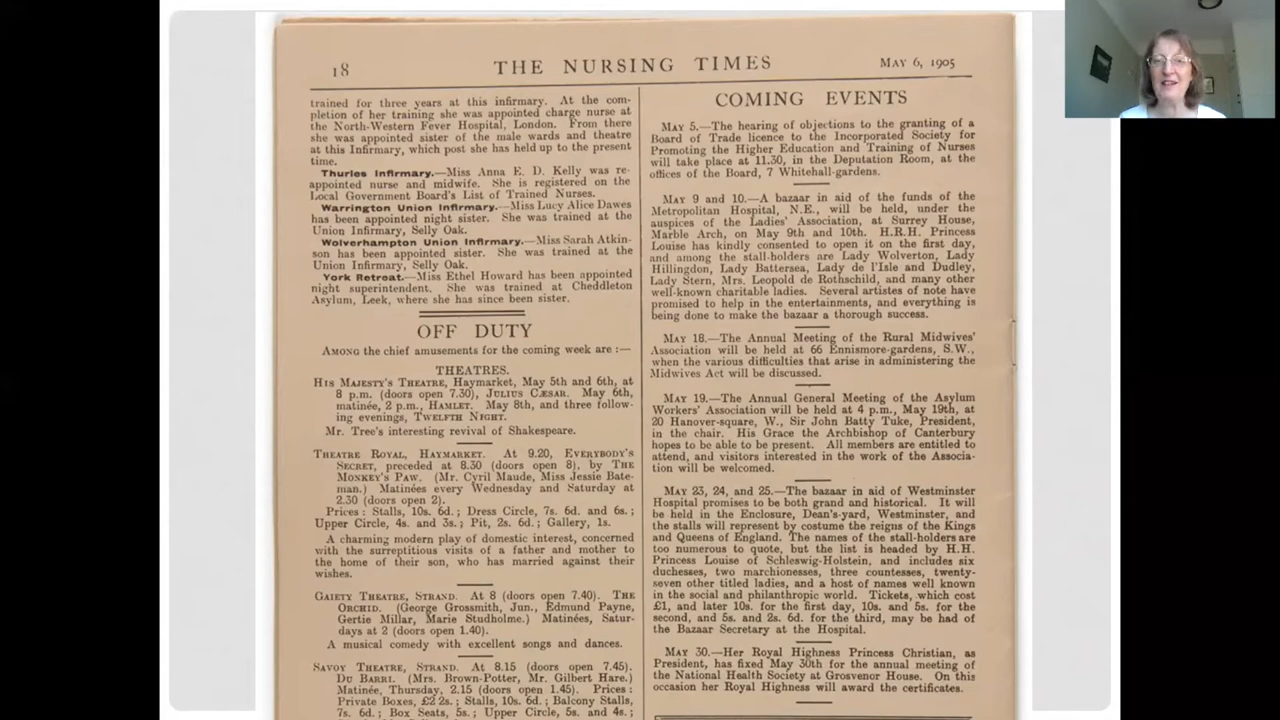 18
THE NURSING TIMES
MAY 6, 1905
trained for three years at this infirmary. At the com-
pletion of her training she was appointed charge nurse at
the North-Western Fever Hospital, London. From there
she was appointed sister of the male wards and theatre
at this Infirmary, which post she has held up to the present
time.
Thurles Infirmary.—Miss Anna E. D. Kelly was re-
appointed nurse and midwife. She is registered on the
Local Government Board's List of Trained Nurses.
Warrington Union Infirmary.—Miss Lucy Alice Dawes
has been appointed night sister. She was trained at the
Union Infirmary, Selly Oak.
Wolverhampton Union Infirmary.—Miss Sarah Atkin-
son has been appointed sister. She was trained at the
Union Infirmary, Selly Oak.
York Retreat.—Miss Ethel Howard has been appointed
night superintendent. She was trained at Cheddleton
Asylum, Leek, where she has since been sister.
OFF DUTY
AMONG the chief amusements for the coming week are :—
THEATRES.
HIS MAJESTY'S THEATRE, Haymarket, May 5th and 6th, at
8 p.m. (doors open 7.30), JULIUS CÆSAR. May 6th,
matinée, 2 p.m., HAMLET. May 8th, and three follow-
ing evenings, TWELFTH NIGHT.
Mr. Tree's interesting revival of Shakespeare.
THEATRE ROYAL, HAYMARKET. At 9.20, EVERYBODY'S
SECRET, preceded at 8.30 (doors open 8), by THE
MONKEY'S PAW. (Mr. Cyril Maude, Miss Jessie Bate-
man.) Matinées every Wednesday and Saturday at
2.30 (doors open 2).
Prices : Stalls, 10s. 6d.; Dress Circle, 7s. 6d. and 6s.;
Upper Circle, 4s. and 3s.; Pit, 2s. 6d.; Gallery, 1s.
A charming modern play of domestic interest, concerned
with the surreptitious visits of a father and mother to
the home of their son, who has married against their
wishes.
GAIETY THEATRE, STRAND. At 8 (doors open 7.40). THE
ORCHID. (George Grossmith, Jun., Edmund Payne,
Gertie Millar, Marie Studholme.) Matinées, Satur-
days at 2 (doors open 1.40).
A musical comedy with excellent songs and dances.
SAVOY THEATRE, STRAND. At 8.15 (doors open 7.45).
DU BARRI. (Mrs. Brown-Potter, Mr. Gilbert Hare.)
Matinée, Thursday, 2.15 (doors open 1.45). Prices :
Private Boxes, £2 2s.; Stalls, 10s. 6d.; Balcony Stalls,
7s. 6d.; Box Seats, 5s.; Upper Circle, 5s. and 4s.;
COMING EVENTS
MAY 5.—The hearing of objections to the granting of a
Board of Trade licence to the Incorporated Society for
Promoting the Higher Education and Training of Nurses
will take place at 11.30, in the Deputation Room, at the
offices of the Board, 7 Whitehall-gardens.
MAY 9 and 10.—A bazaar in aid of the funds of the
Metropolitan Hospital, N.E., will be held, under the
auspices of the Ladies' Association, at Surrey House,
Marble Arch, on May 9th and 10th. H.R.H. Princess
Louise has kindly consented to open it on the first day,
and among the stall-holders are Lady Wolverton, Lady
Hillingdon, Lady Battersea, Lady de l'Isle and Dudley,
Lady Stern, Mrs. Leopold de Rothschild, and many other
well-known charitable ladies. Several artistes of note have
promised to help in the entertainments, and everything is
being done to make the bazaar a thorough success.
MAY 18.—The Annual Meeting of the Rural Midwives'
Association will be held at 66 Ennismore-gardens, S.W.,
when the various difficulties that arise in administering the
Midwives Act will be discussed.
MAY 19.—The Annual General Meeting of the Asylum
Workers' Association will be held at 4 p.m., May 19th, at
20 Hanover-square, W., Sir John Batty Tuke, President,
in the chair. His Grace the Archbishop of Canterbury
hopes to be able to be present. All members are entitled to
attend, and visitors interested in the work of the Associa-
tion will be welcomed.
MAY 23, 24, and 25.—The bazaar in aid of Westminster
Hospital promises to be both grand and historical. It will
be held in the Enclosure, Dean's-yard, Westminster, and
the stalls will represent by costume the reigns of the Kings
and Queens of England. The names of the stall-holders are
too numerous to quote, but the list is headed by H.H.
Princess Louise of Schleswig-Holstein, and includes six
duchesses, two marchionesses, three countesses, twenty-
seven other titled ladies, and a host of names well known
in the social and philanthropic world. Tickets, which cost
£1, and later 10s. for the first day, 10s. and 5s. for the
second, and 5s. and 2s. 6d. for the third, may be had of
the Bazaar Secretary at the Hospital.
MAY 30.—Her Royal Highness Princess Christian, as
President, has fixed May 30th for the annual meeting of
the National Health Society at Grosvenor House. On this
occasion her Royal Highness will award the certificates.